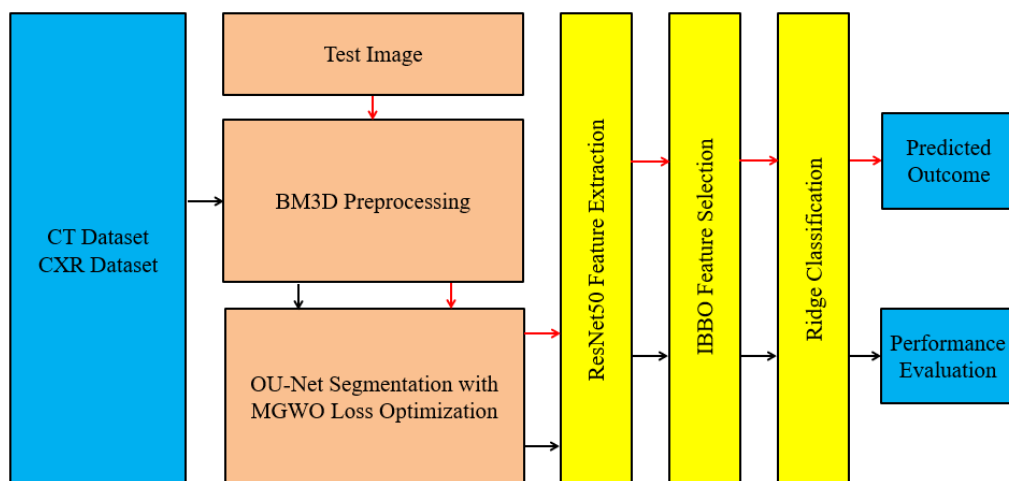 CT Dataset
CXR Dataset
Test Image
BM3D Preprocessing
OU-Net Segmentation with
MGWO Loss Optimization
ResNet50 Feature Extraction
IBBO Feature Selection
Ridge Classification
Predicted
Outcome
Performance
Evaluation